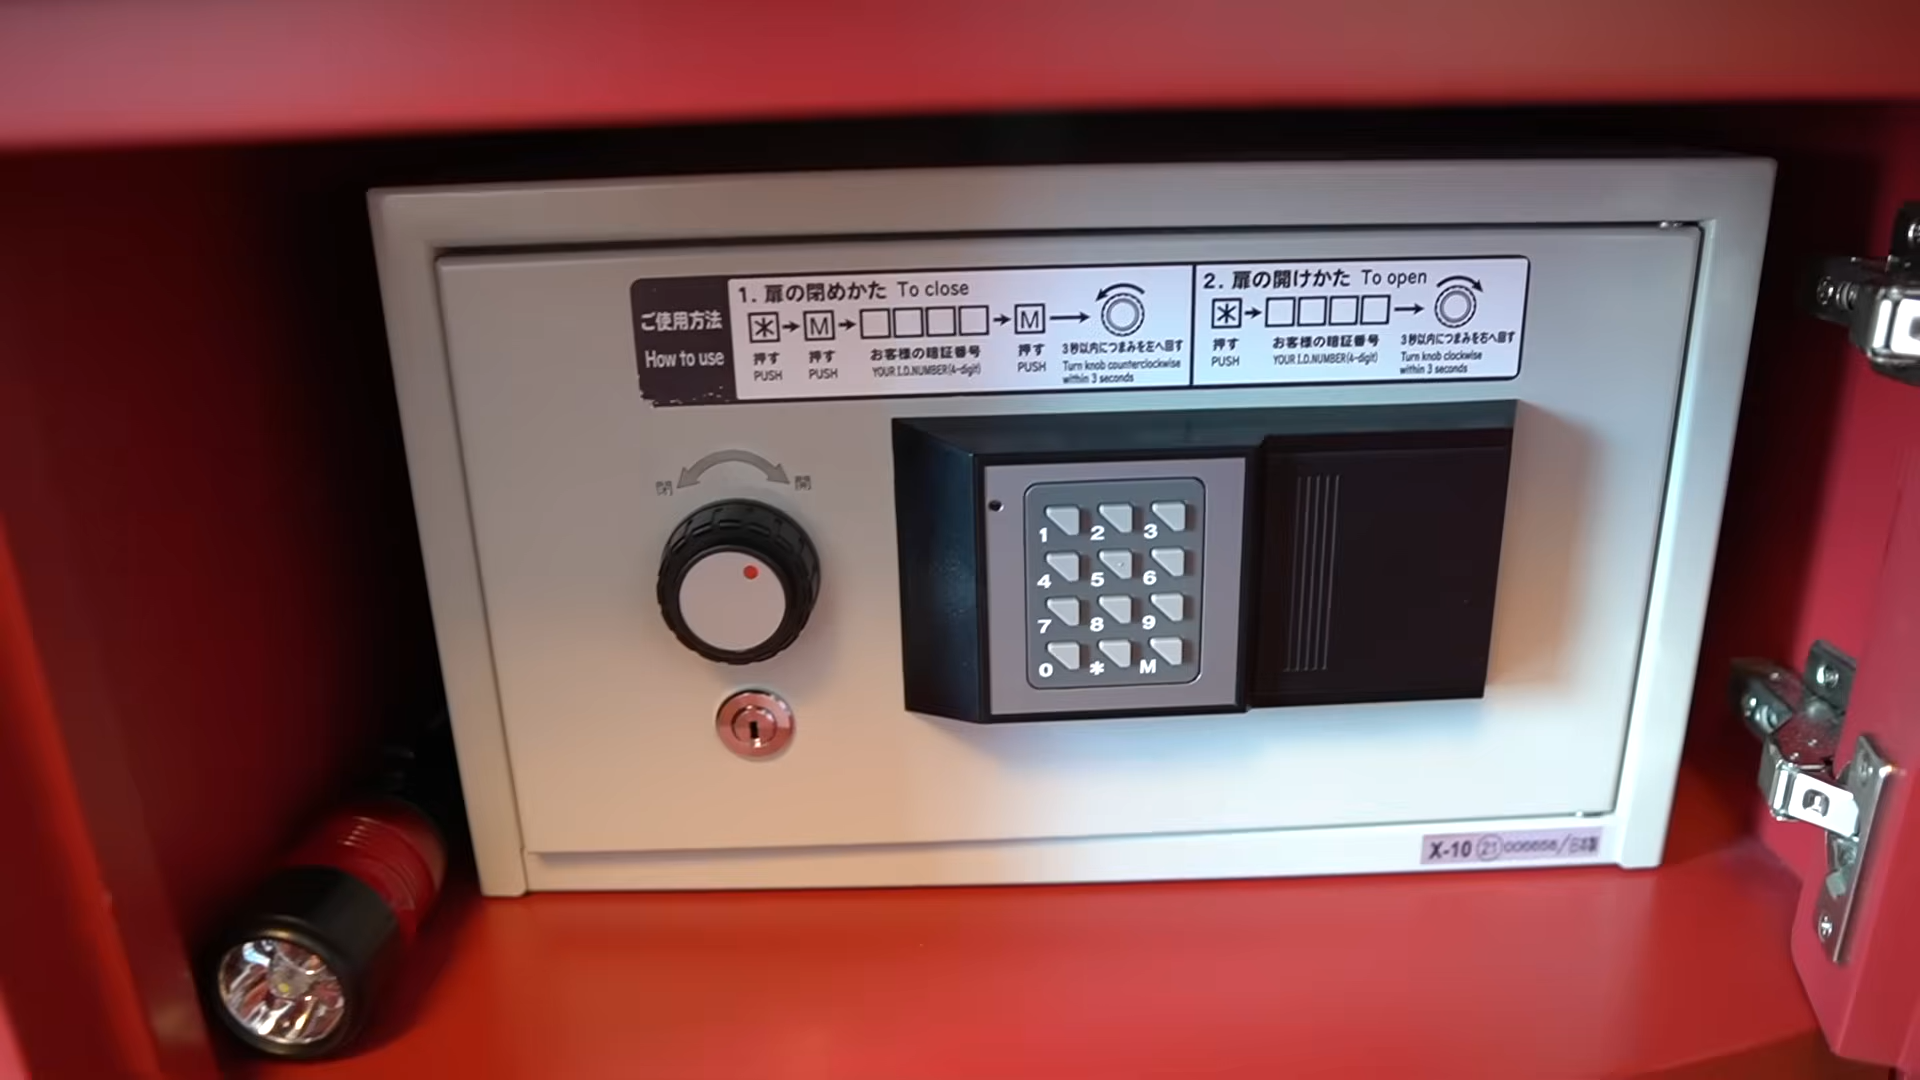 ご使用方法
How to use
1. 扉の閉めかた To close
＊→M→□□□□→M→
押す 押す お客様の暗証番号 押す 3秒以内につまみを左へ回す
PUSH PUSH YOUR I.D.NUMBER(4-digit) PUSH Turn knob counterclockwise
within 3 seconds
2. 扉の開けかた To open
＊→□□□□→
押す お客様の暗証番号 3秒以内につまみを右へ回す
PUSH YOUR I.D.NUMBER(4-digit) Turn knob clockwise
within 3 seconds
閉 開
1 2 3
4 5 6
7 8 9
0 * M
X-10 21